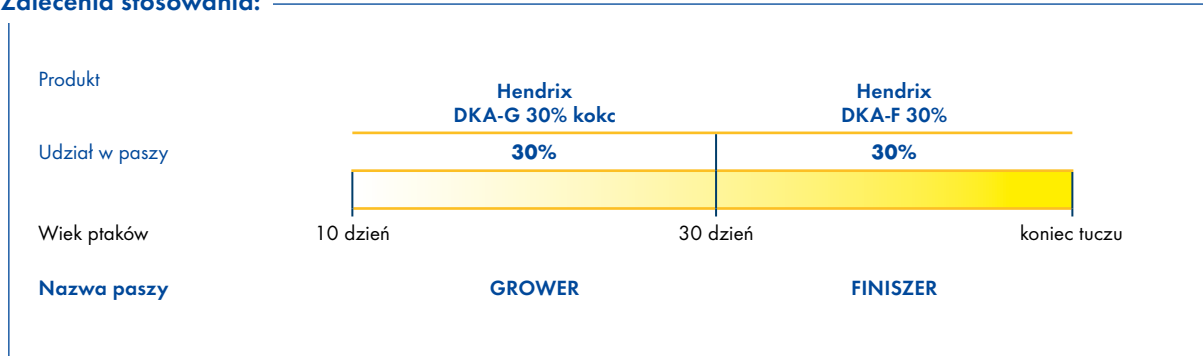 Zalecenia stosowania:
Produkt
Hendrix
DKA-G 30% kokc
Hendrix
DKA-F 30%
Udział w paszy
30%
30%
Wiek ptaków
10 dzień
30 dzień
koniec tuczu
Nazwa paszy
GROWER
FINISZER